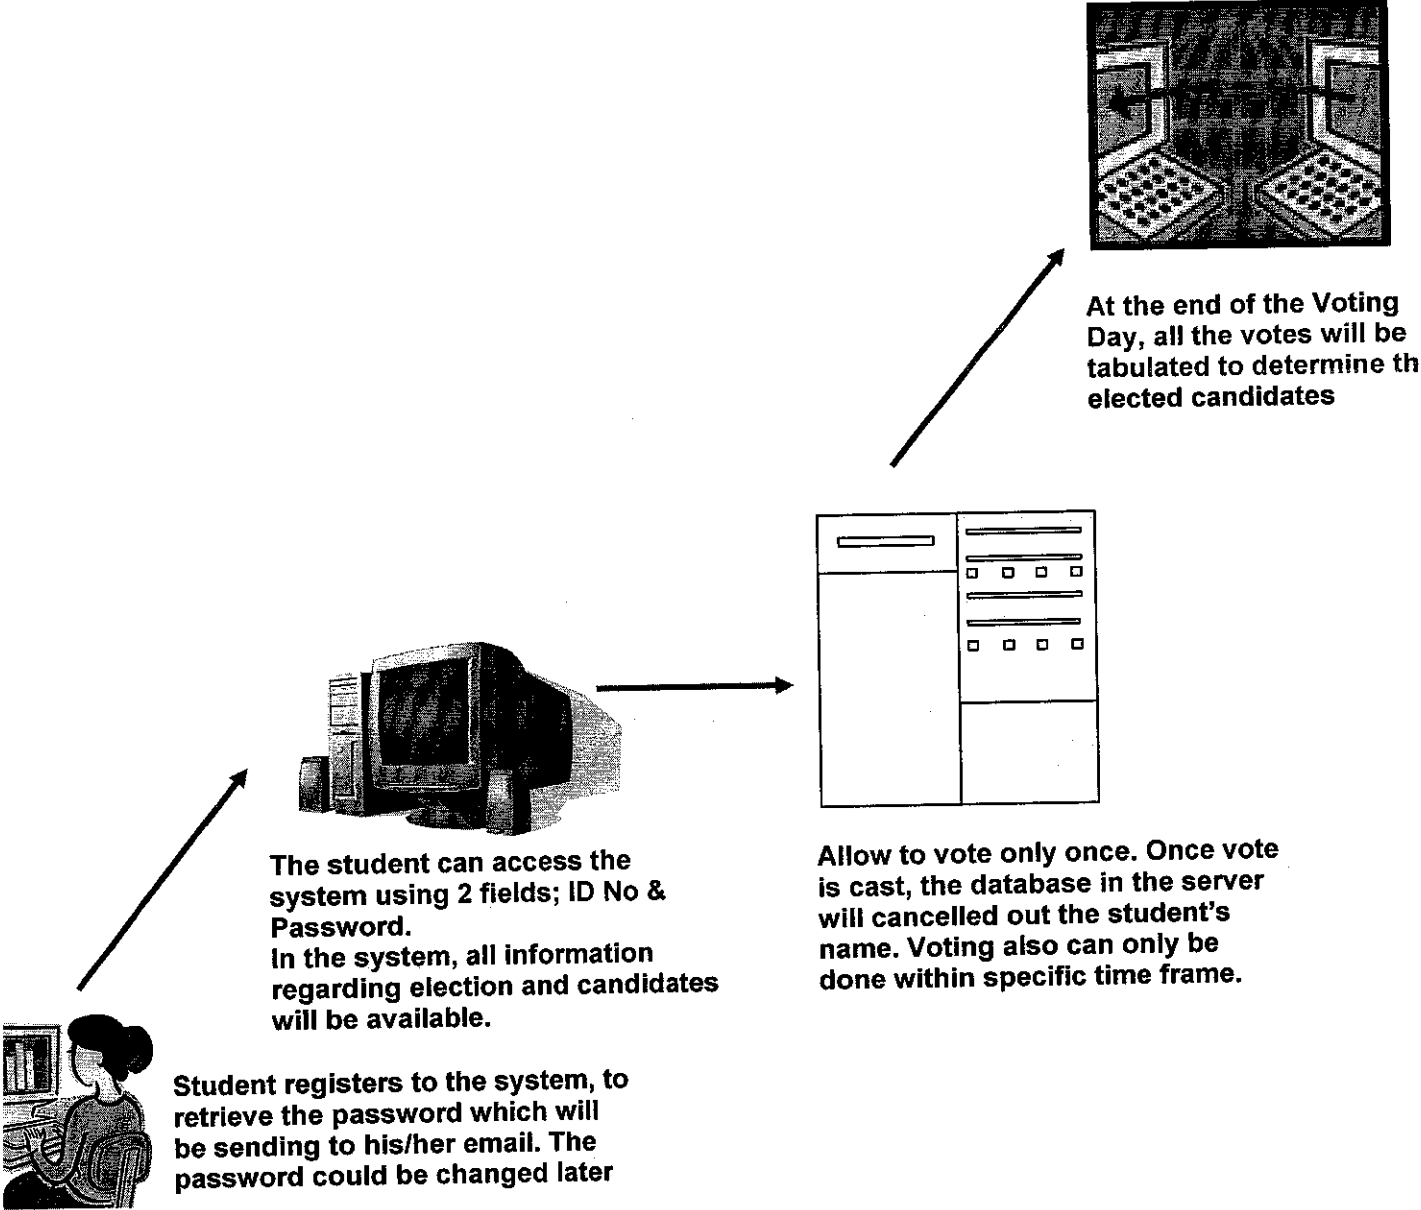 At the end of the Voting
Day, all the votes will be
tabulated to determine th
elected candidates
The student can access the
system using 2 fields; ID No &
Password.
In the system, all information
regarding election and candidates
will be available.
Allow to vote only once. Once vote
is cast, the database in the server
will cancelled out the student's
name. Voting also can only be
done within specific time frame.
Student registers to the system, to
retrieve the password which will
be sending to his/her email. The
password could be changed later